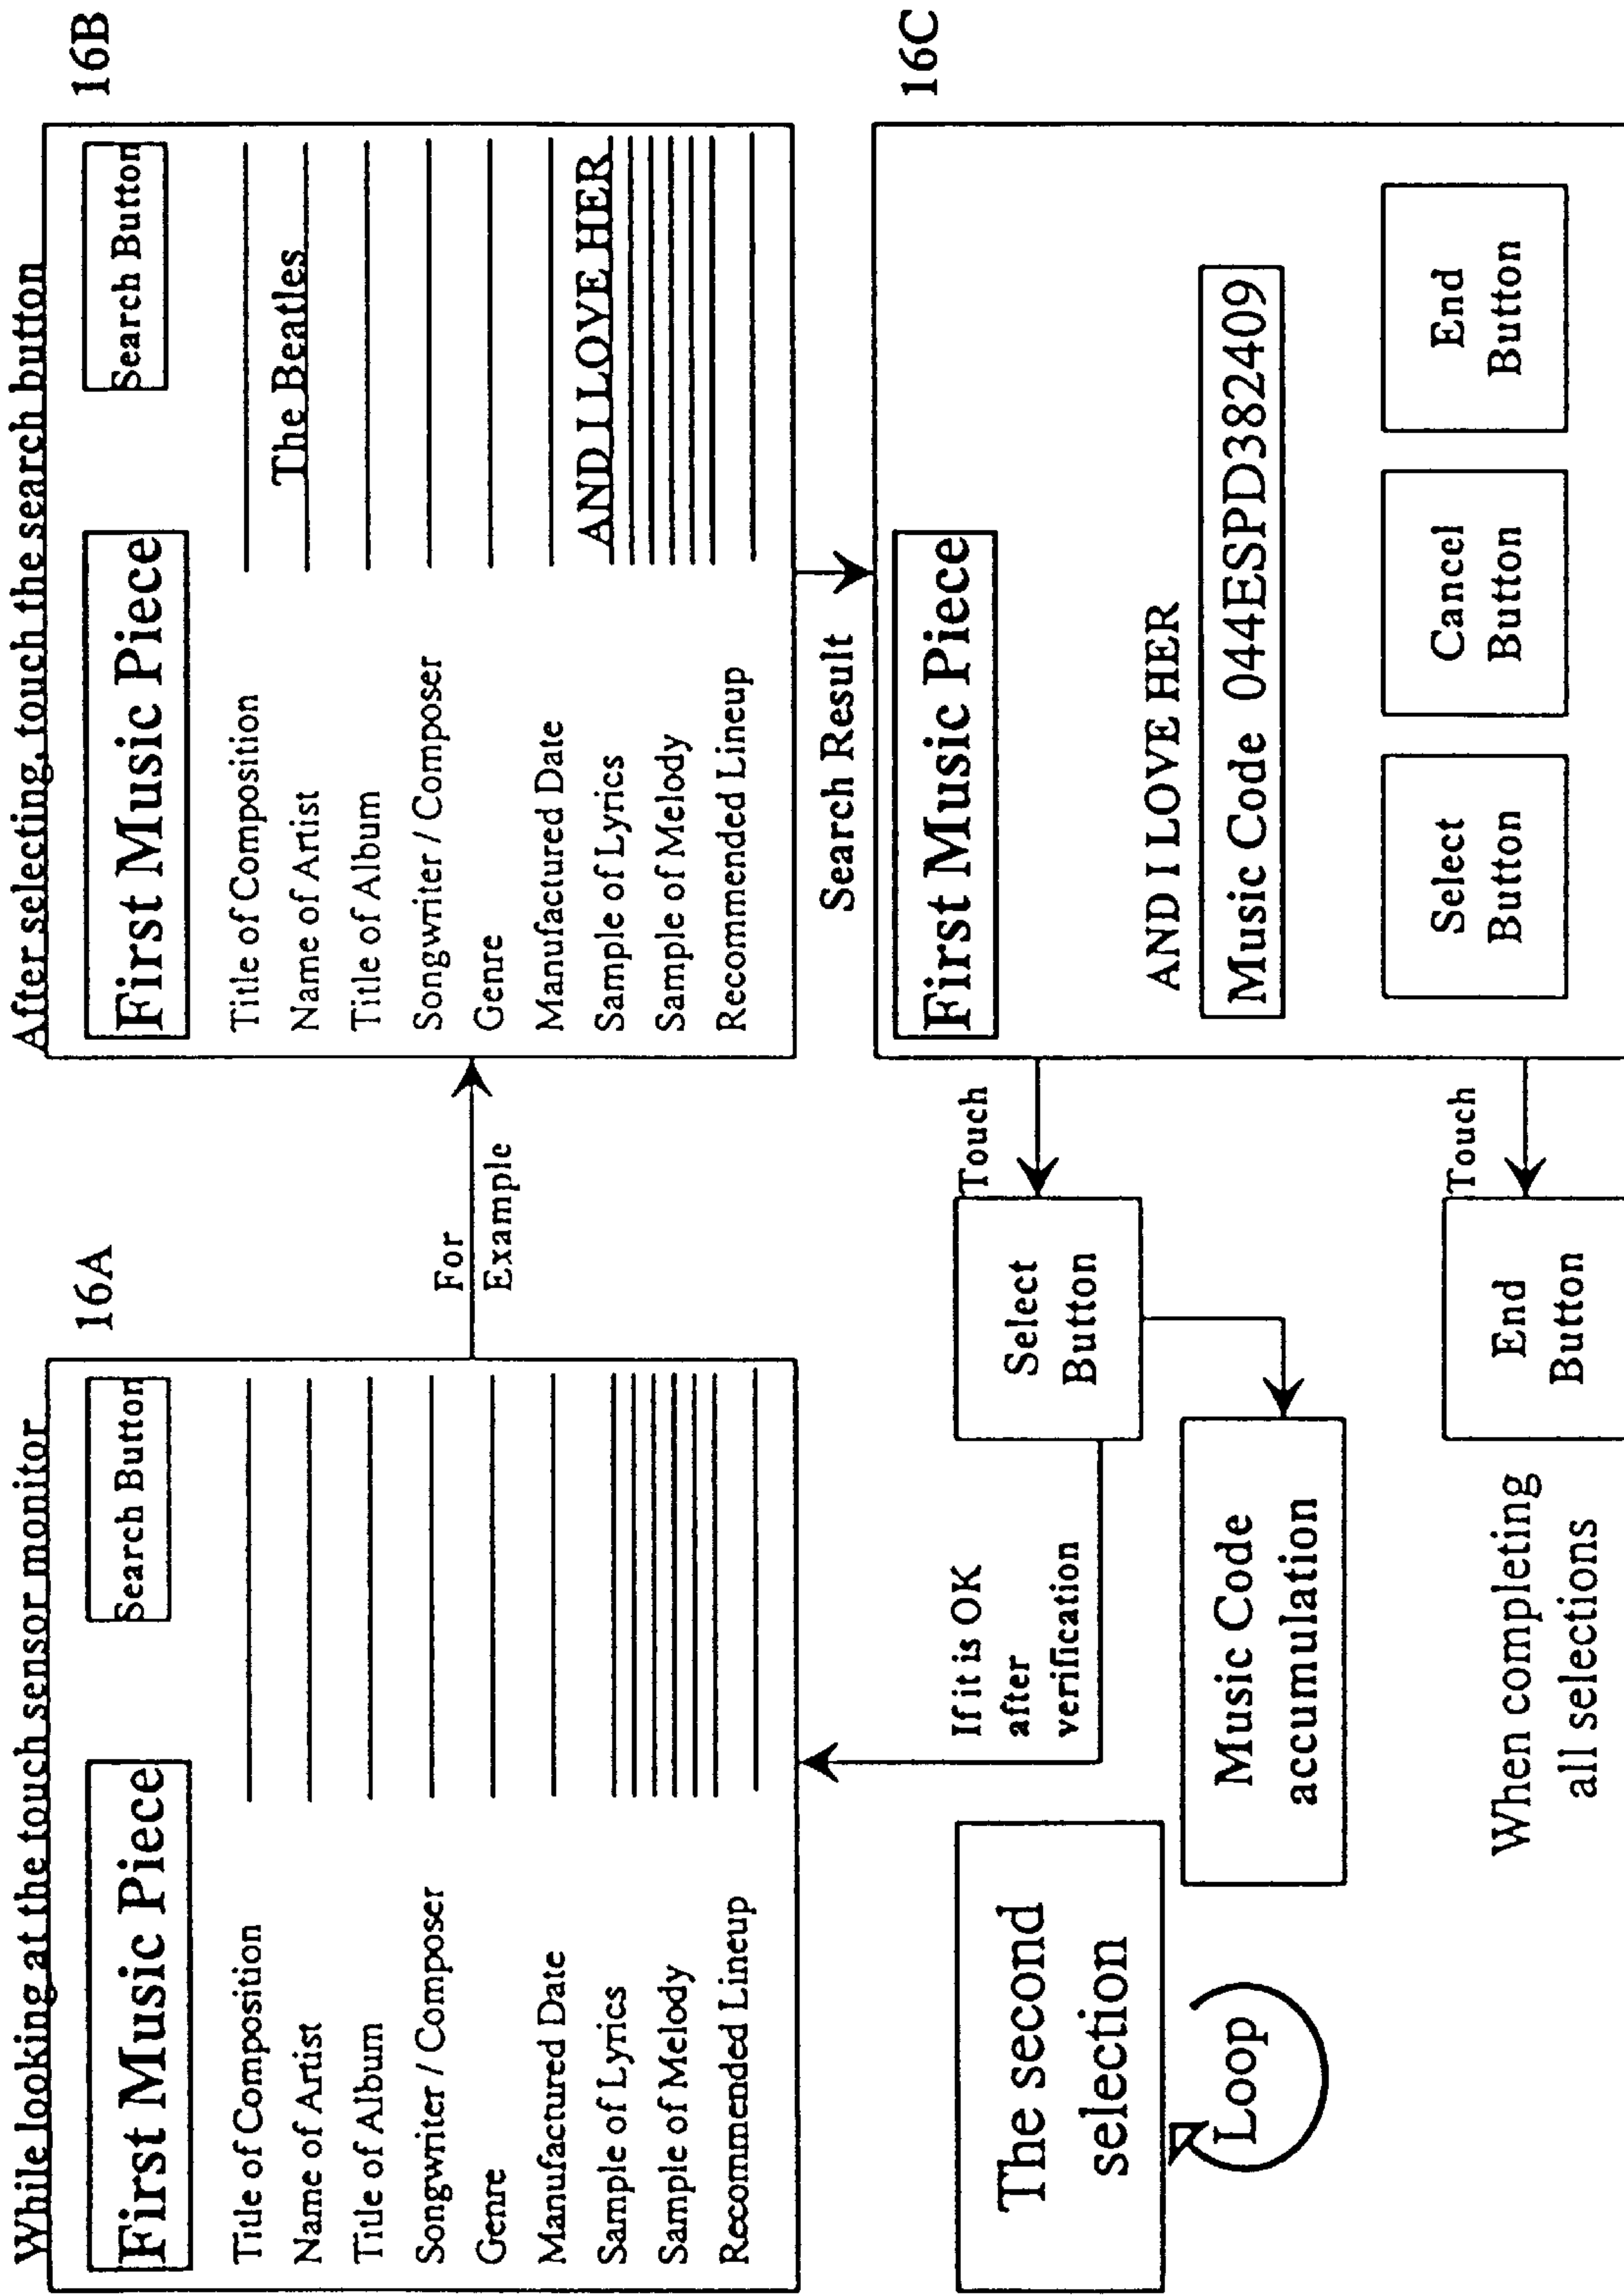 While looking at the touch sensor monitor
16A
First Music Piece
Search Button
Title of Composition
Name of Artist
Title of Album
Songwriter / Composer
Genre
Manufactured Date
Sample of Lyrics
Sample of Melody
Recommended Lineup
For
Example
After selecting, touch the search button
16B
First Music Piece
Search Button
Title of Composition
Name of Artist The Beatles
Title of Album
Songwriter / Composer
Genre
Manufactured Date
Sample of Lyrics AND I LOVE HER
Sample of Melody
Recommended Lineup
Search Result
16C
First Music Piece
AND I LOVE HER
Music Code 044ESPD382409
Select
Button
Cancel
Button
End
Button
Touch
Select
Button
If it is OK
after
verification
Music Code
accumulation
The second
selection
Loop
Touch
End
Button
When completing
all selections